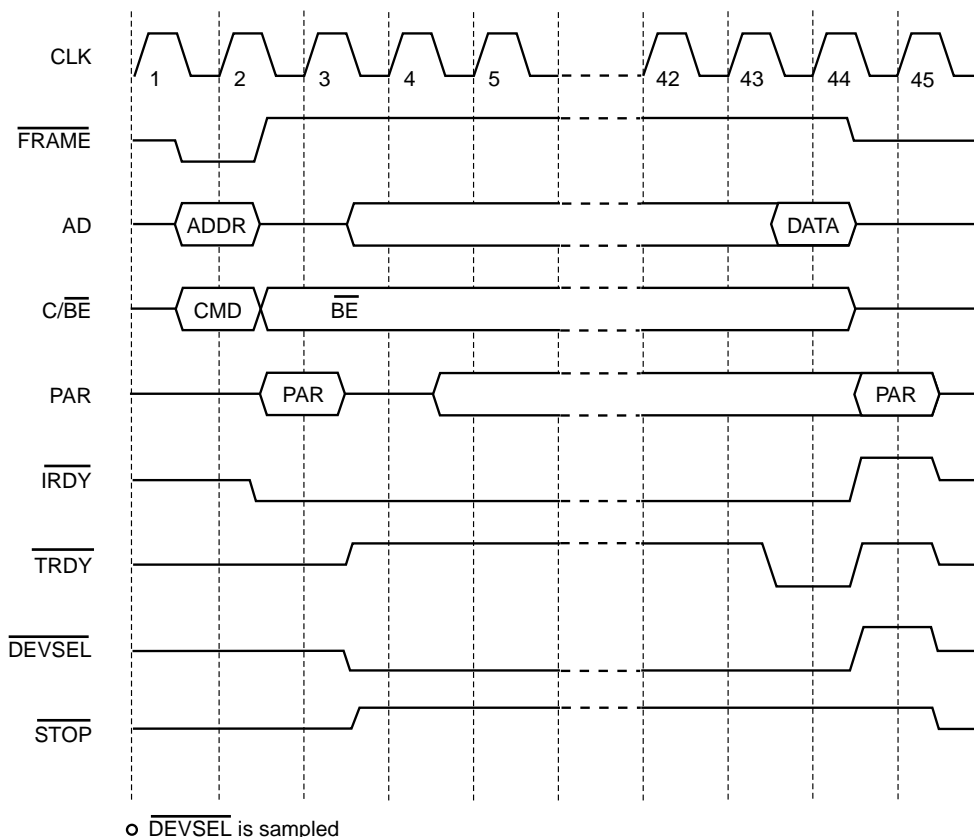 CLK
1 2 3 4 5 42 43 44 45
FRAME
AD ADDR DATA
C/BE CMD BE
PAR PAR PAR
IRDY
TRDY
DEVSEL
STOP
DEVSEL is sampled